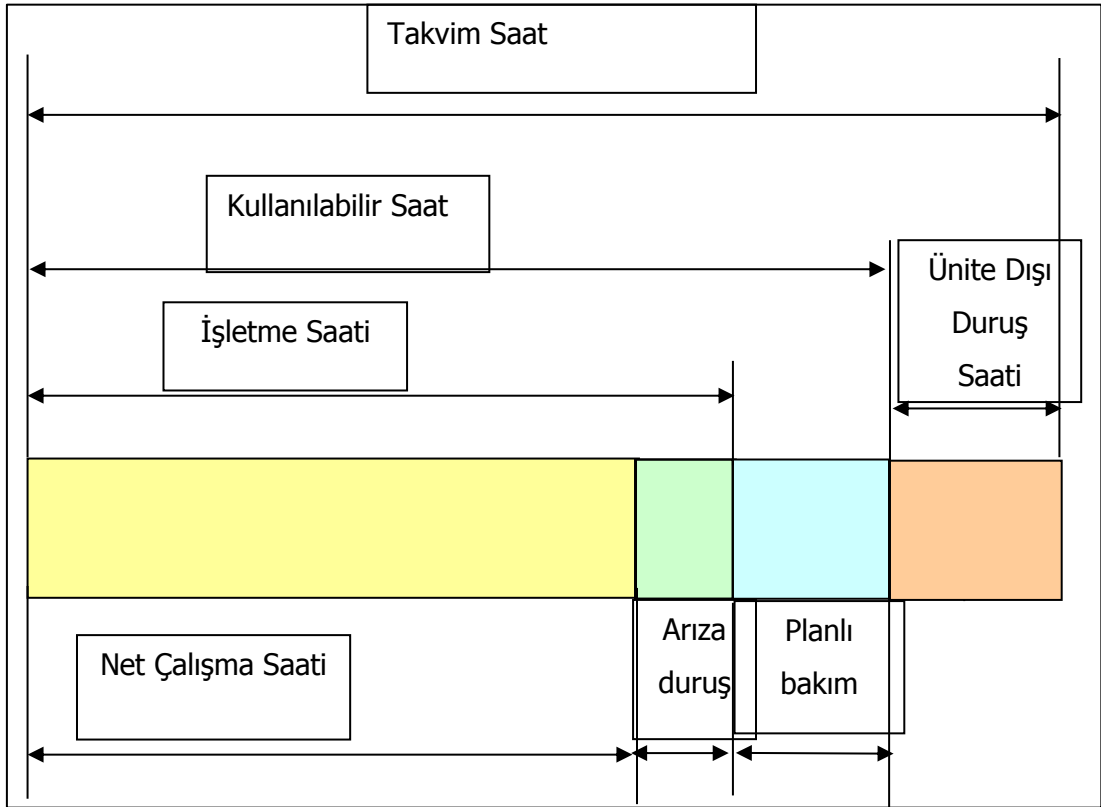 Takvim Saat
Kullanılabilir Saat
Ünite Dışı
Duruş
Saati
İşletme Saati
Net Çalışma Saati
Arıza
duruş
Planlı
bakım